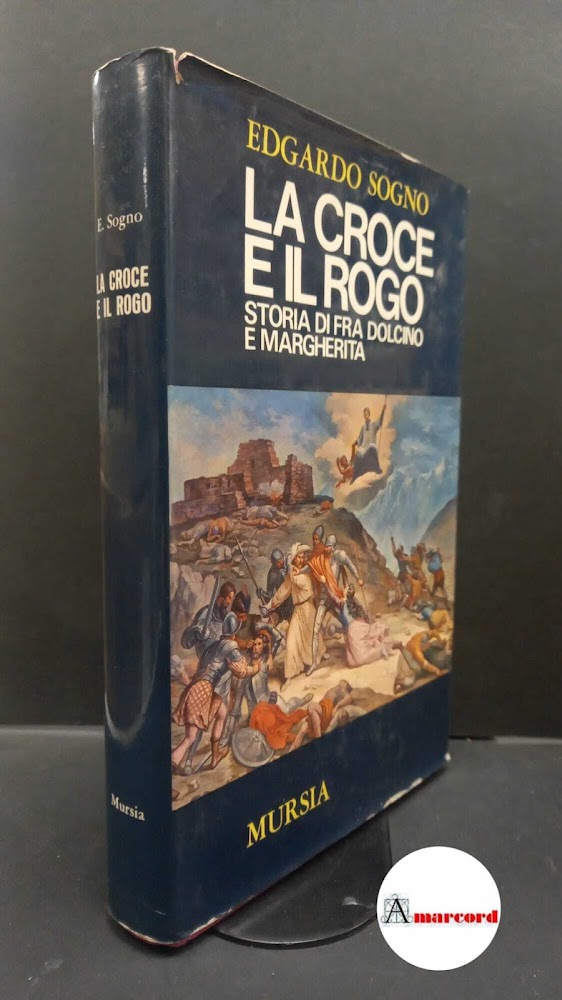 E. Sogno
LA CROCE
E IL ROGO
Mursia
EDGARDO SOGNO
LA CROCE
E IL ROGO
STORIA DI FRA DOLCINO
E MARGHERITA
MURSIA
Amarcord